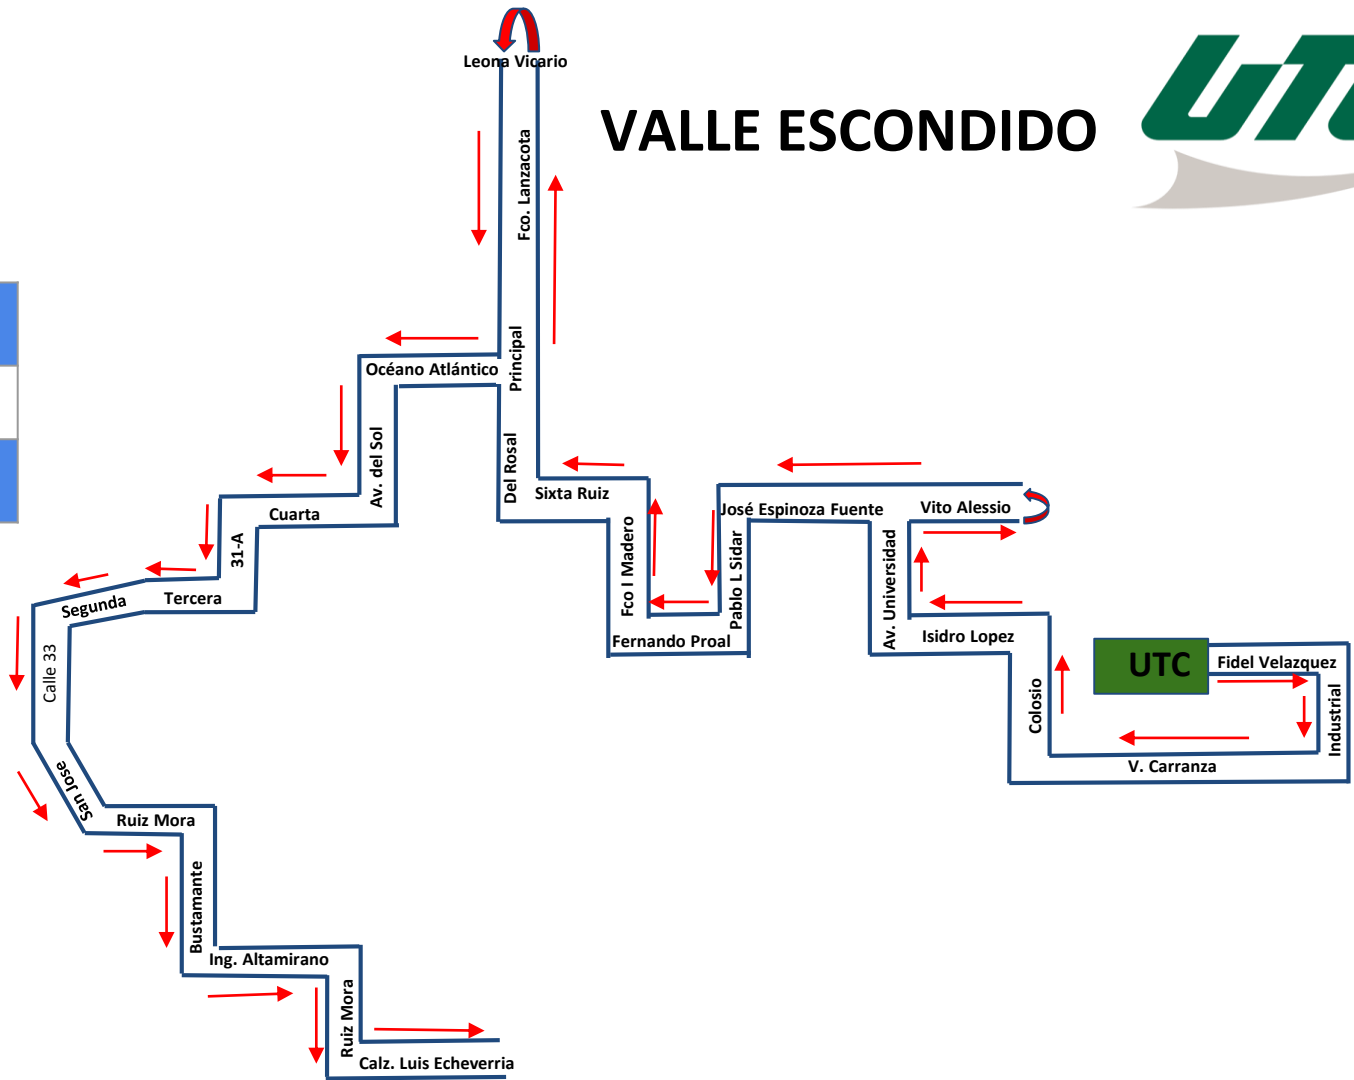 Leona Vicario
VALLE ESCONDIDO
Fco. Lanzacota
Principal
Océano Atlántico
Av. del Sol
Del Rosal
Sixta Ruiz
José Espinoza Fuente
Vito Alessio
Cuarta
31-A
Fco I Madero
Pablo L Sidar
Av. Universidad
Segunda
Tercera
Fernando Proal
Isidro Lopez
UTC
Fidel Velazquez
Calle 33
Colosio
Industrial
San Jose
V. Carranza
Ruiz Mora
Bustamante
Ing. Altamirano
Ruiz Mora
Calz. Luis Echeverria